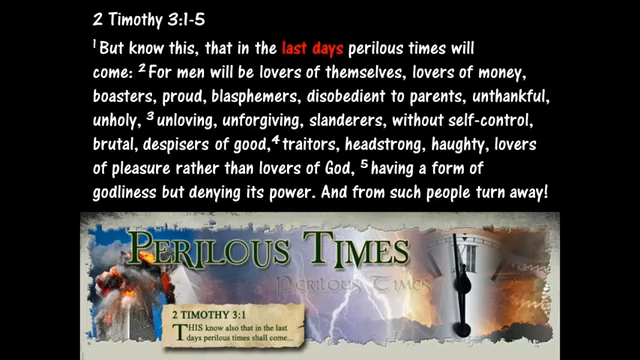 2 Timothy 3:1-5
1 But know this, that in the last days perilous times will
come: 2 For men will be lovers of themselves, lovers of money,
boasters, proud, blasphemers, disobedient to parents, unthankful,
unholy, 3 unloving, unforgiving, slanderers, without self-control,
brutal, despisers of good, 4 traitors, headstrong, haughty, lovers
of pleasure rather than lovers of God, 5 having a form of
godliness but denying its power. And from such people turn away!
PERILOUS TIMES
PERILOUS TIMES
2 TIMOTHY 3:1
THIS know also that in the last
days perilous times shall come...